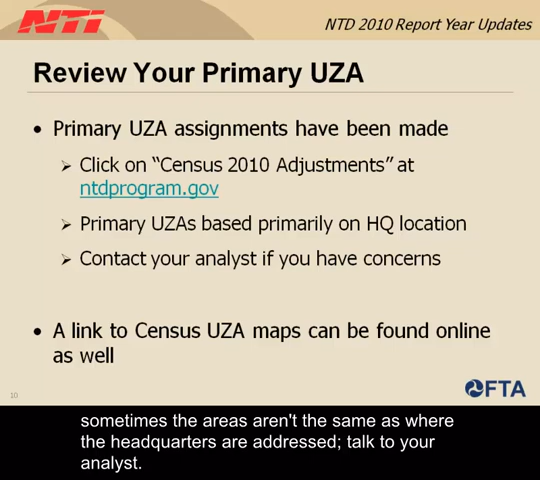 NTI
NTD 2010 Report Year Updates
Review Your Primary UZA
• Primary UZA assignments have been made
➢ Click on “Census 2010 Adjustments” at
ntdprogram.gov
➢ Primary UZAs based primarily on HQ location
➢ Contact your analyst if you have concerns
• A link to Census UZA maps can be found online
as well
10
FTA
sometimes the areas aren't the same as where
the headquarters are addressed; talk to your
analyst.